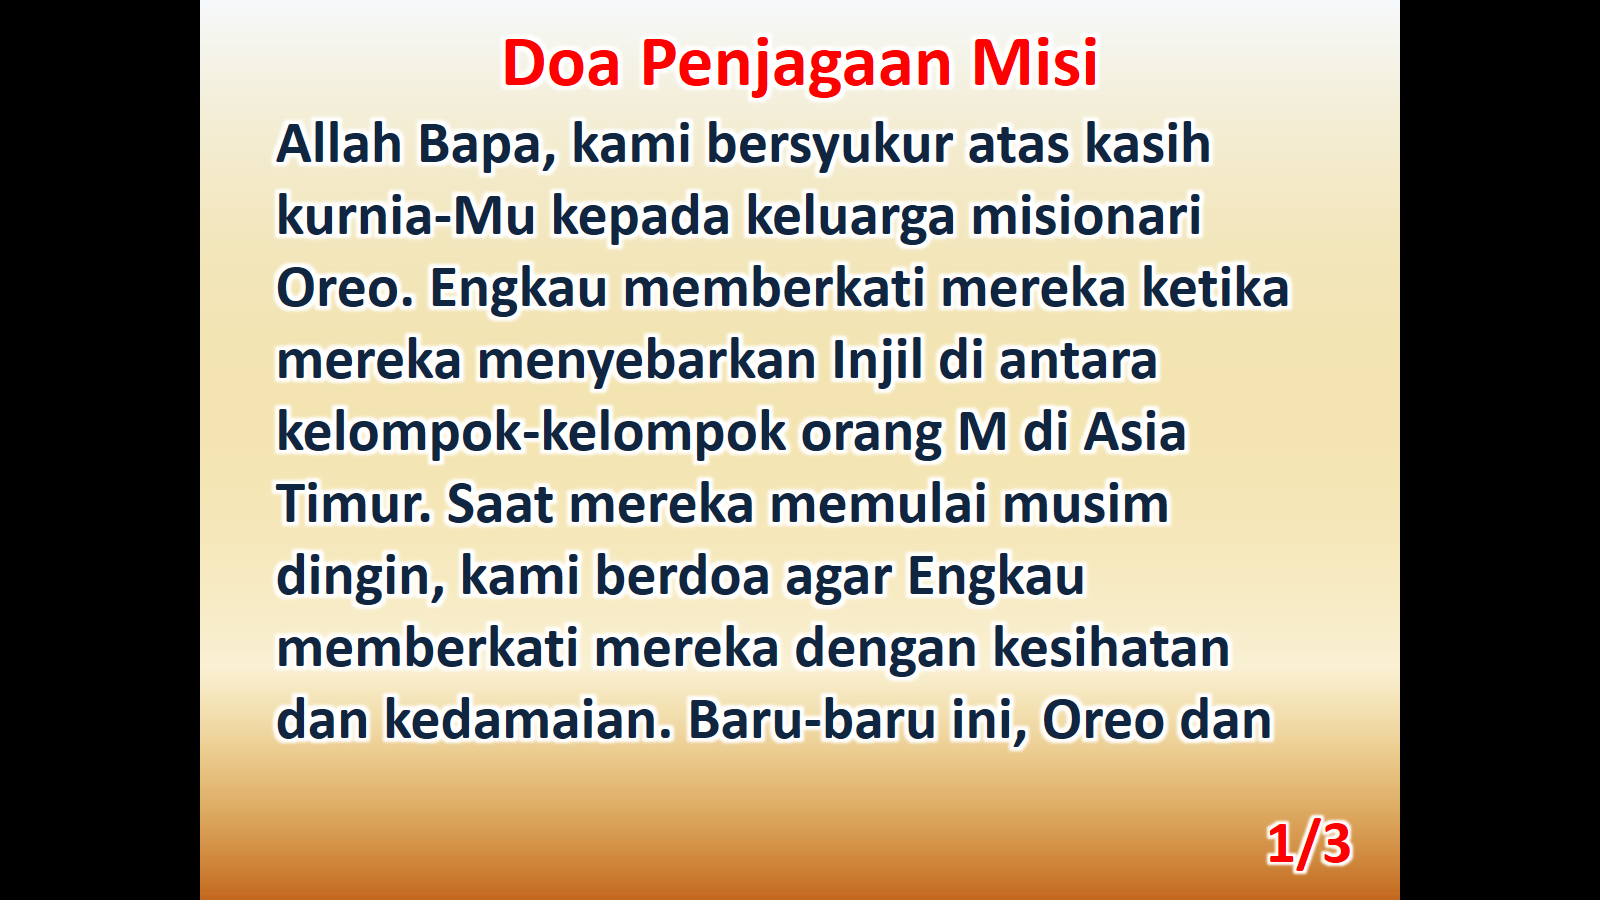 Doa Penjagaan Misi
Allah Bapa, kami bersyukur atas kasih
kurnia-Mu kepada keluarga misionari
Oreo. Engkau memberkati mereka ketika
mereka menyebarkan Injil di antara
kelompok-kelompok orang M di Asia
Timur. Saat mereka memulai musim
dingin, kami berdoa agar Engkau
memberkati mereka dengan kesihatan
dan kedamaian. Baru-baru ini, Oreo dan
1/3